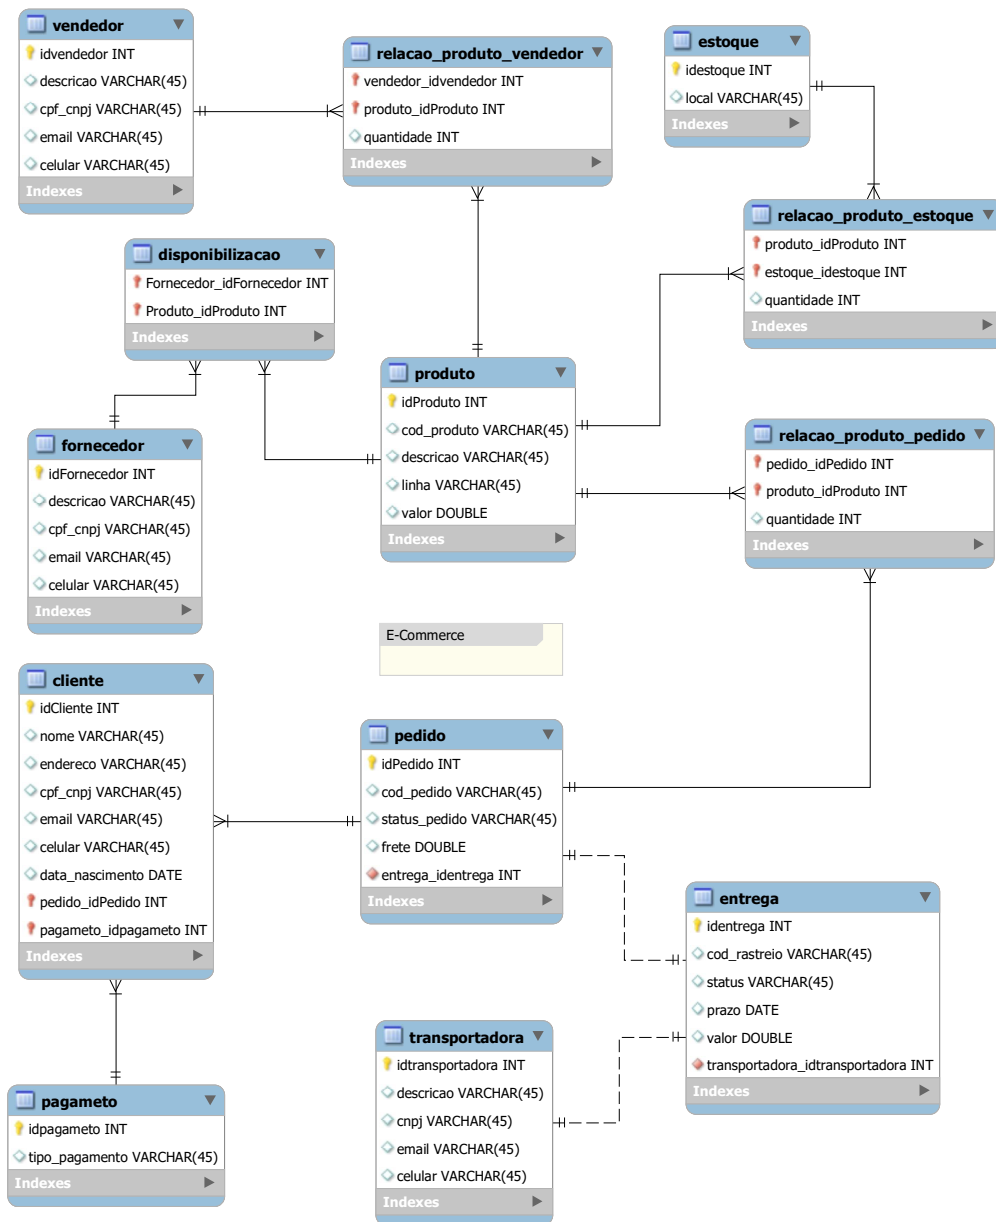 vendedor
idvendedor INT
descricao VARCHAR(45)
cpf_cnpj VARCHAR(45)
email VARCHAR(45)
celular VARCHAR(45)
Indexes
relacao_produto_vendedor
vendedor_idvendedor INT
produto_idProduto INT
quantidade INT
Indexes
estoque
idestoque INT
local VARCHAR(45)
Indexes
relacao_produto_estoque
produto_idProduto INT
estoque_idestoque INT
quantidade INT
Indexes
disponibilizacao
Fornecedor_idFornecedor INT
Produto_idProduto INT
Indexes
produto
idProduto INT
cod_produto VARCHAR(45)
descricao VARCHAR(45)
linha VARCHAR(45)
valor DOUBLE
Indexes
relacao_produto_pedido
pedido_idPedido INT
produto_idProduto INT
quantidade INT
Indexes
fornecedor
idFornecedor INT
descricao VARCHAR(45)
cpf_cnpj VARCHAR(45)
email VARCHAR(45)
celular VARCHAR(45)
Indexes
E-Commerce
cliente
idCliente INT
nome VARCHAR(45)
endereco VARCHAR(45)
cpf_cnpj VARCHAR(45)
email VARCHAR(45)
celular VARCHAR(45)
data_nascimento DATE
pedido_idPedido INT
pagameto_idpagameto INT
Indexes
pedido
idPedido INT
cod_pedido VARCHAR(45)
status_pedido VARCHAR(45)
frete DOUBLE
entrega_identrega INT
Indexes
entrega
identrega INT
cod_rastreio VARCHAR(45)
status VARCHAR(45)
prazo DATE
valor DOUBLE
transportadora_idtransportadora INT
Indexes
transportadora
idtransportadora INT
descricao VARCHAR(45)
cnpj VARCHAR(45)
email VARCHAR(45)
celular VARCHAR(45)
Indexes
pagameto
idpagameto INT
tipo_pagamento VARCHAR(45)
Indexes